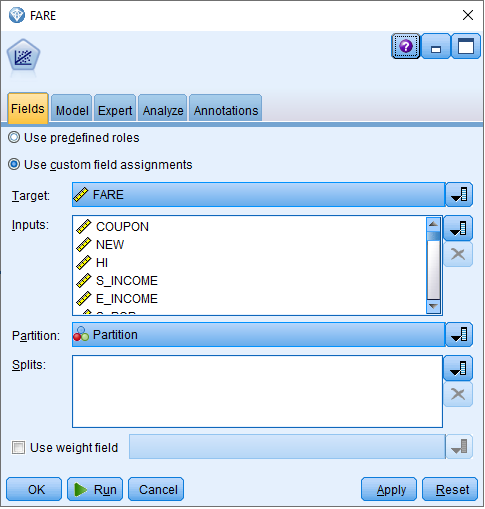 FARE
Fields Model Expert Analyze Annotations
Use predefined roles
Use custom field assignments
Target: FARE
Inputs: COUPON
NEW
HI
S_INCOME
E_INCOME
Partition: Partition
Splits:
Use weight field
OK Run Cancel Apply Reset